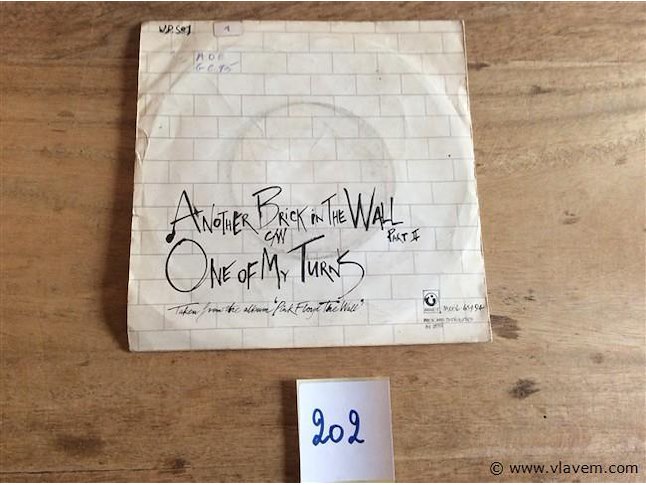 1
ANOTHER BRICK IN THE WALL
PART II
C/W
ONE OF MY TURNS
Taken from the album "Pink Floyd The Wall"
202
© www.vlavem.com